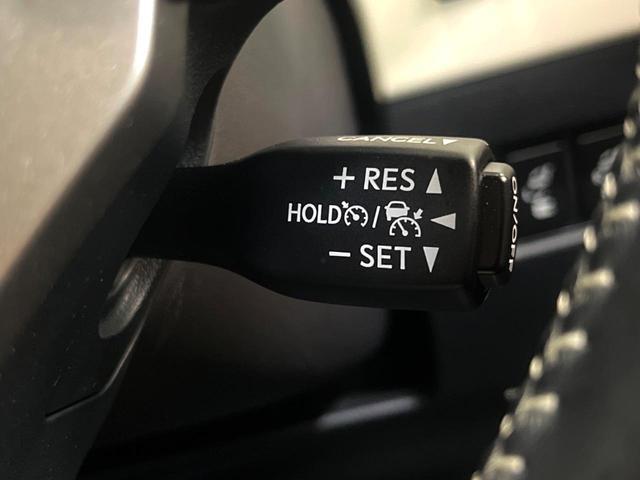 CANCEL▼
+ RES ▲
HOLD / ◀
− SET ▼
ON/OFF